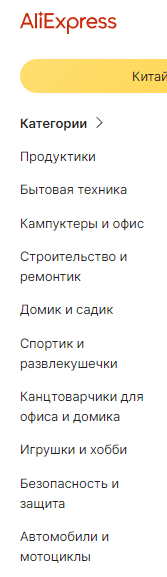 AliExpress
Китай
Категории
Продуктики
Бытовая техника
Кампуктеры и офис
Строительство и
ремонтик
Домик и садик
Спортик и
развлекушечки
Канцтоварчики для
офиса и домика
Игрушки и хобби
Безопасность и
защита
Автомобили и
мотоциклы